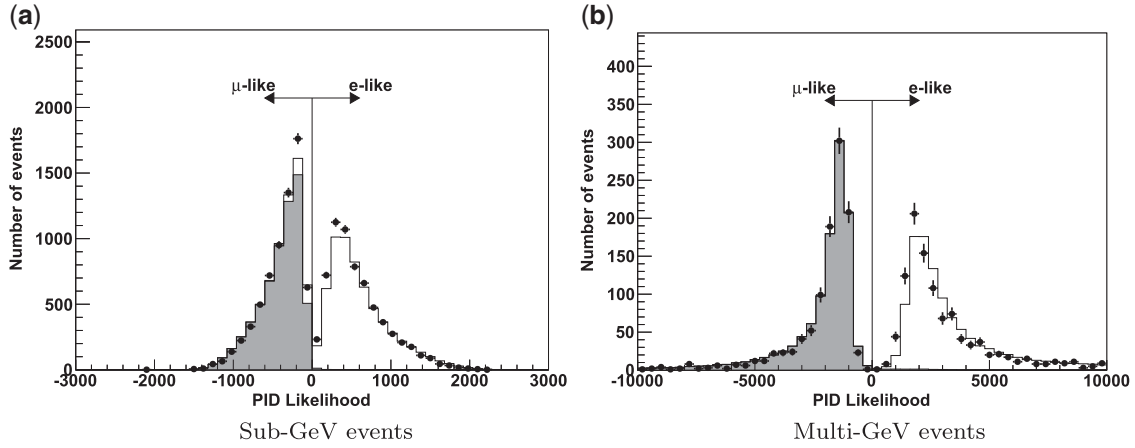 (a)
2500
2000
1500
1000
500
0
Number of events
μ-like
e-like
-3000 -2000 -1000 0 1000 2000 3000
PID Likelihood
Sub-GeV events
(b)
400
350
300
250
200
150
100
50
0
Number of events
μ-like
e-like
-10000 -5000 0 5000 10000
PID Likelihood
Multi-GeV events